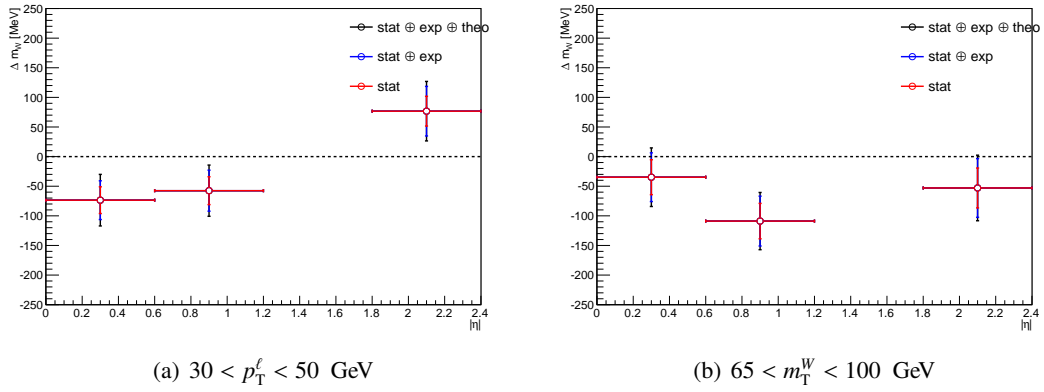 Δ m_W [MeV]
250
200
150
100
50
0
-50
-100
-150
-200
-250
stat ⊕ exp ⊕ theo
stat ⊕ exp
stat
0 0.2 0.4 0.6 0.8 1 1.2 1.4 1.6 1.8 2 2.2 2.4
|η|
(a) 30 < p_T^ℓ < 50 GeV
Δ m_W [MeV]
250
200
150
100
50
0
-50
-100
-150
-200
-250
stat ⊕ exp ⊕ theo
stat ⊕ exp
stat
0 0.2 0.4 0.6 0.8 1 1.2 1.4 1.6 1.8 2 2.2 2.4
|η|
(b) 65 < m_T^W < 100 GeV